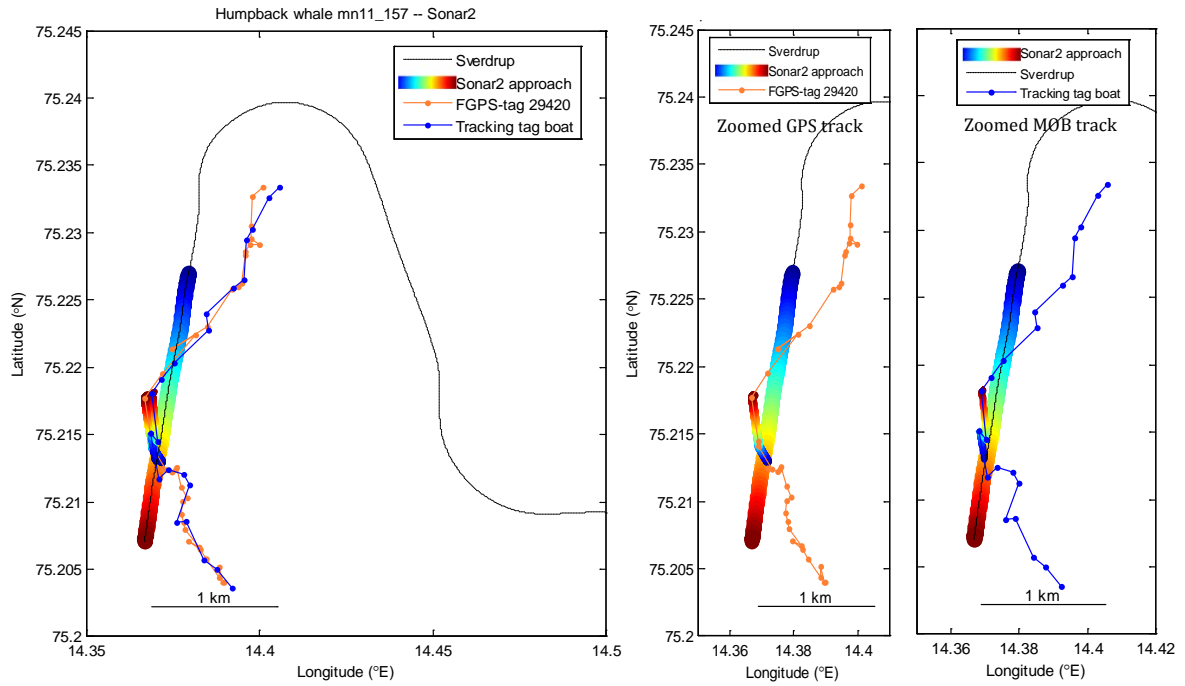 Humpback whale mn11_157 -- Sonar2
Sverdrup
Sonar2 approach
FGPS-tag 29420
Tracking tag boat
75.245
75.24
75.235
75.23
75.225
75.22
75.215
75.21
75.205
75.2
Latitude (°N)
1 km
14.35
14.4
14.45
14.5
Longitude (°E)
Sverdrup
Sonar2 approach
FGPS-tag 29420
Zoomed GPS track
75.245
75.24
75.235
75.23
75.225
75.22
75.215
75.21
75.205
75.2
Latitude (°N)
1 km
14.36
14.38
14.4
Longitude (°E)
Sonar2 approach
Sverdrup
Tracking tag boat
Zoomed MOB track
1 km
14.36
14.38
14.4
14.42
Longitude (°E)